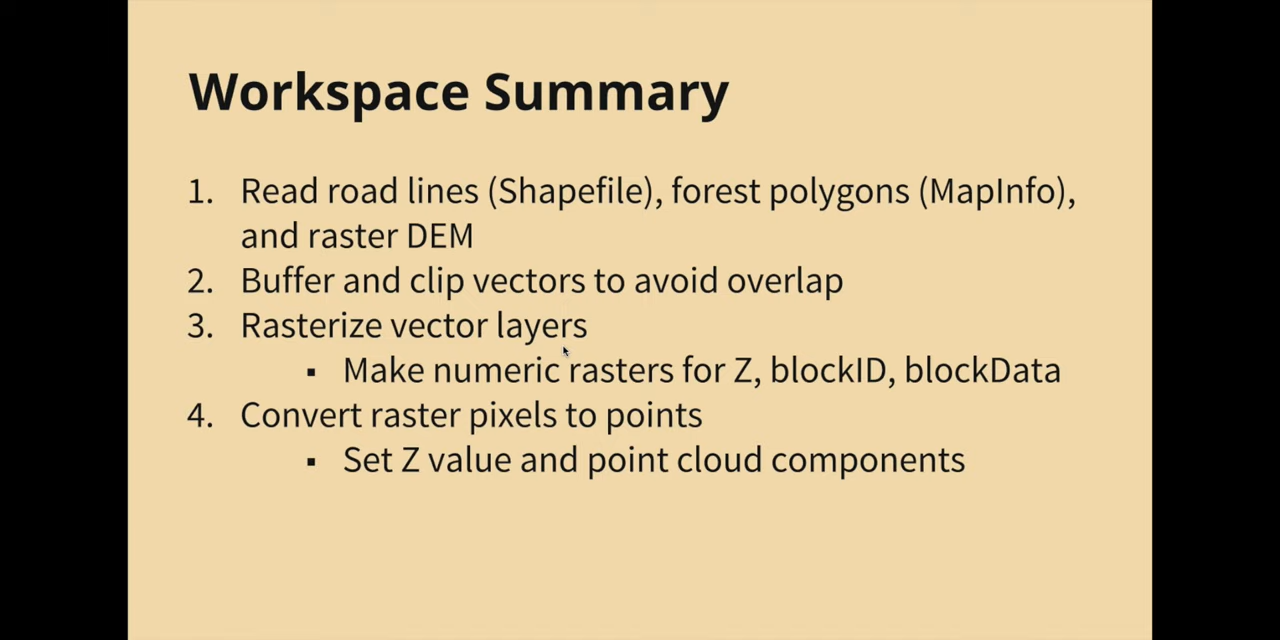 Workspace Summary
1. Read road lines (Shapefile), forest polygons (MapInfo),
and raster DEM
2. Buffer and clip vectors to avoid overlap
3. Rasterize vector layers
▪ Make numeric rasters for Z, blockID, blockData
4. Convert raster pixels to points
▪ Set Z value and point cloud components